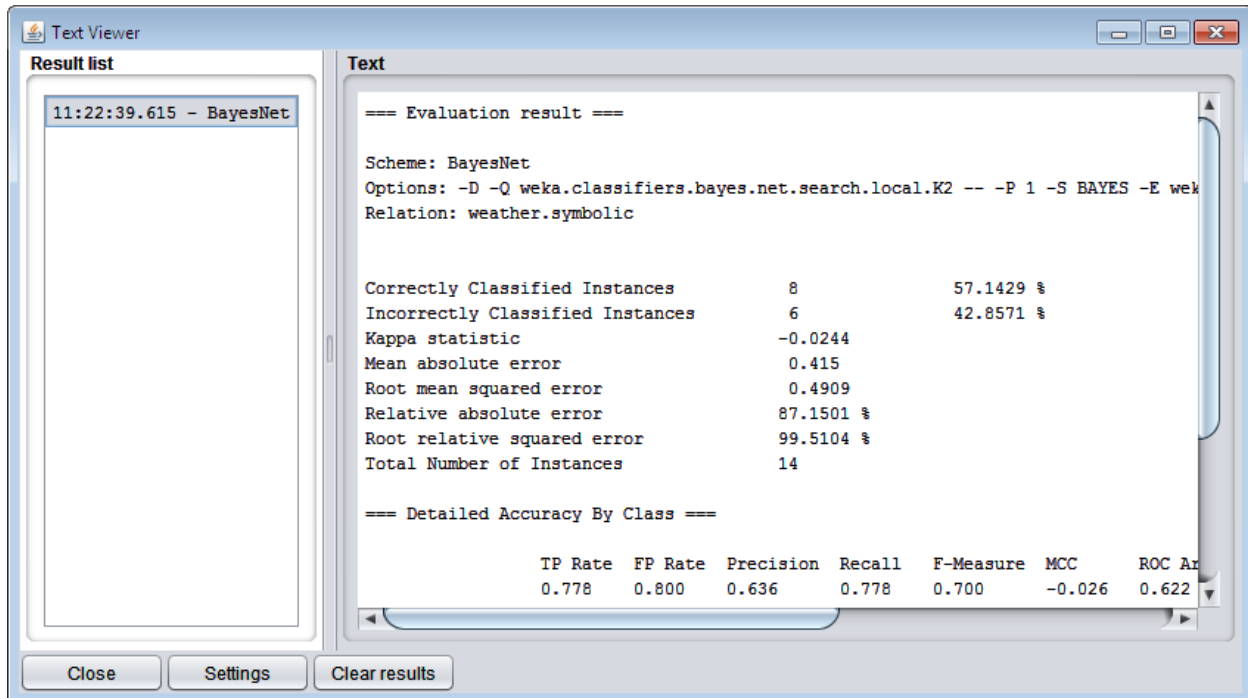 Text Viewer
Result list
11:22:39.615 - BayesNet
Text
=== Evaluation result ===
Scheme: BayesNet
Options: -D -Q weka.classifiers.bayes.net.search.local.K2 -- -P 1 -S BAYES -E wek
Relation: weather.symbolic
Correctly Classified Instances 8 57.1429 %
Incorrectly Classified Instances 6 42.8571 %
Kappa statistic -0.0244
Mean absolute error 0.415
Root mean squared error 0.4909
Relative absolute error 87.1501 %
Root relative squared error 99.5104 %
Total Number of Instances 14
=== Detailed Accuracy By Class ===
TP Rate FP Rate Precision Recall F-Measure MCC ROC Ar
0.778 0.800 0.636 0.778 0.700 -0.026 0.622
Close Settings Clear results